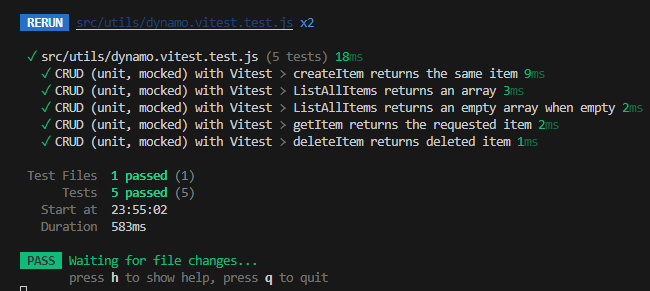 RERUN src/utils/dynamo.vitest.test.js x2
✓ src/utils/dynamo.vitest.test.js (5 tests) 18ms
✓ CRUD (unit, mocked) with Vitest > createItem returns the same item 9ms
✓ CRUD (unit, mocked) with Vitest > ListAllItems returns an array 3ms
✓ CRUD (unit, mocked) with Vitest > ListAllItems returns an empty array when empty 2ms
✓ CRUD (unit, mocked) with Vitest > getItem returns the requested item 2ms
✓ CRUD (unit, mocked) with Vitest > deleteItem returns deleted item 1ms
Test Files 1 passed (1)
Tests 5 passed (5)
Start at 23:55:02
Duration 583ms
PASS Waiting for file changes...
press h to show help, press q to quit